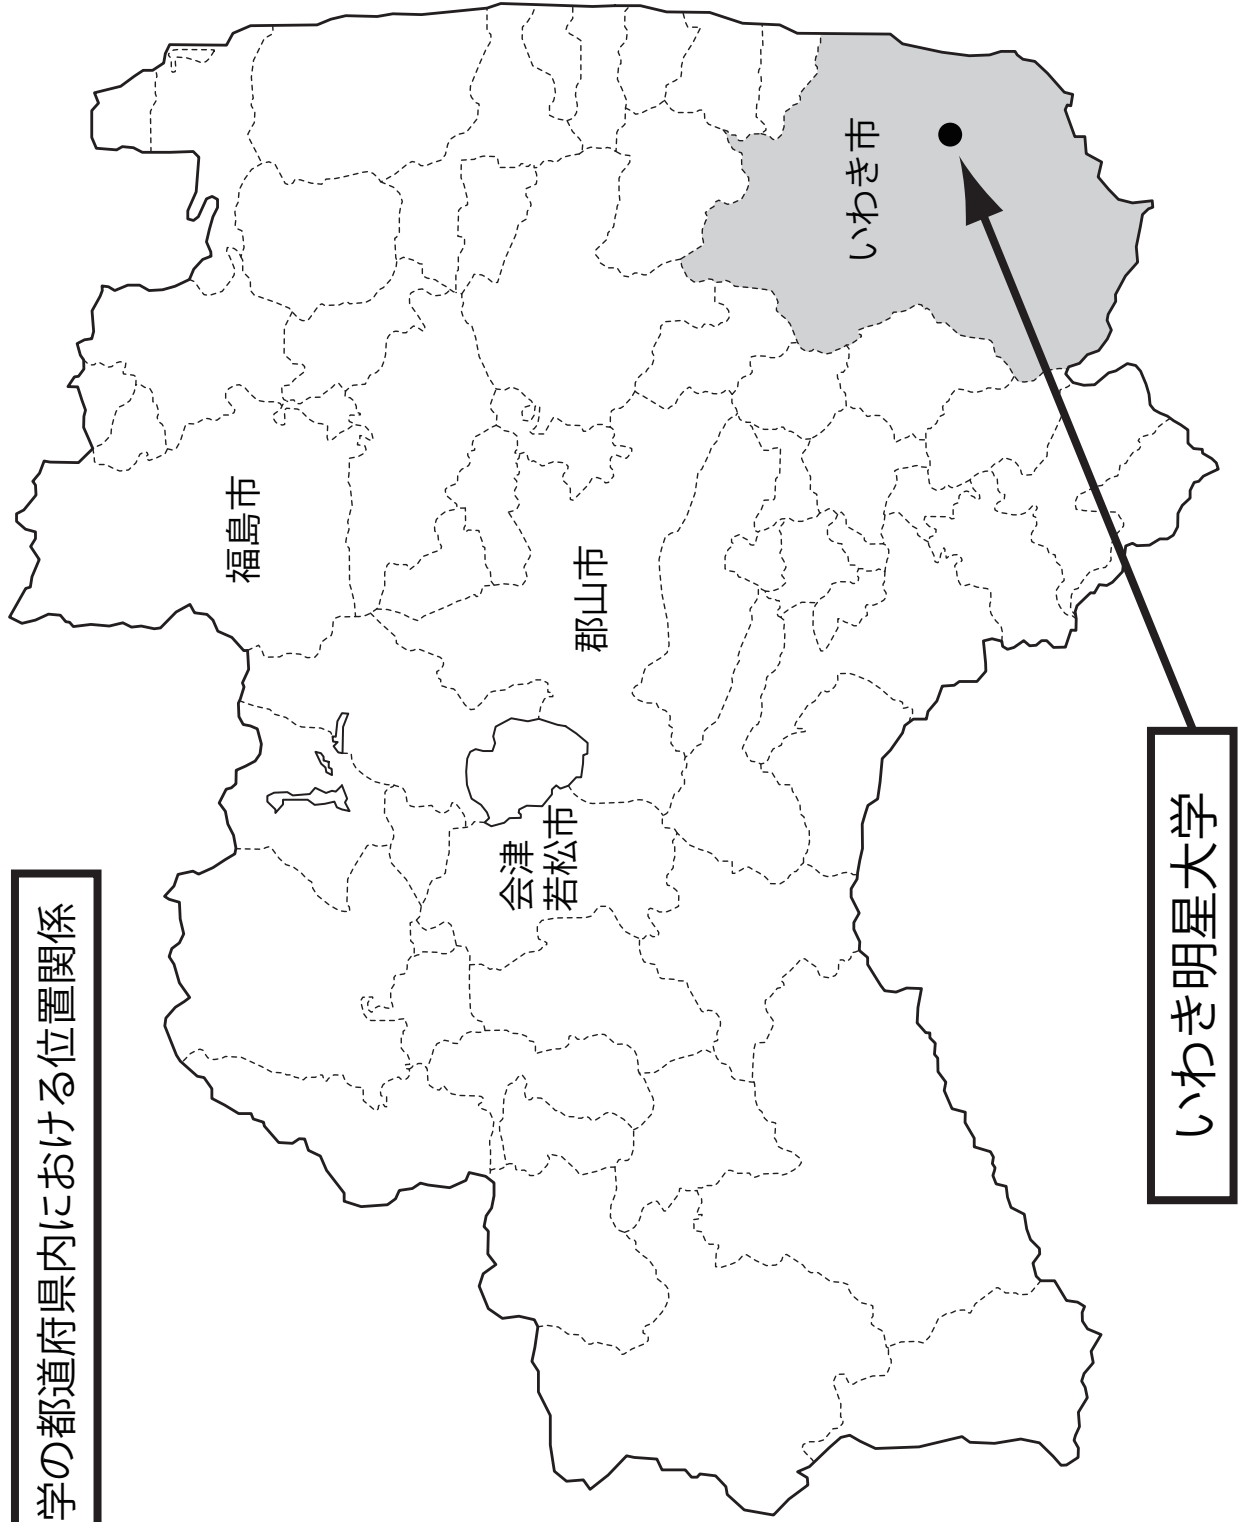 学の都道府県内における位置関係
福島市
郡山市
会津
若松市
いわき市
いわき明星大学